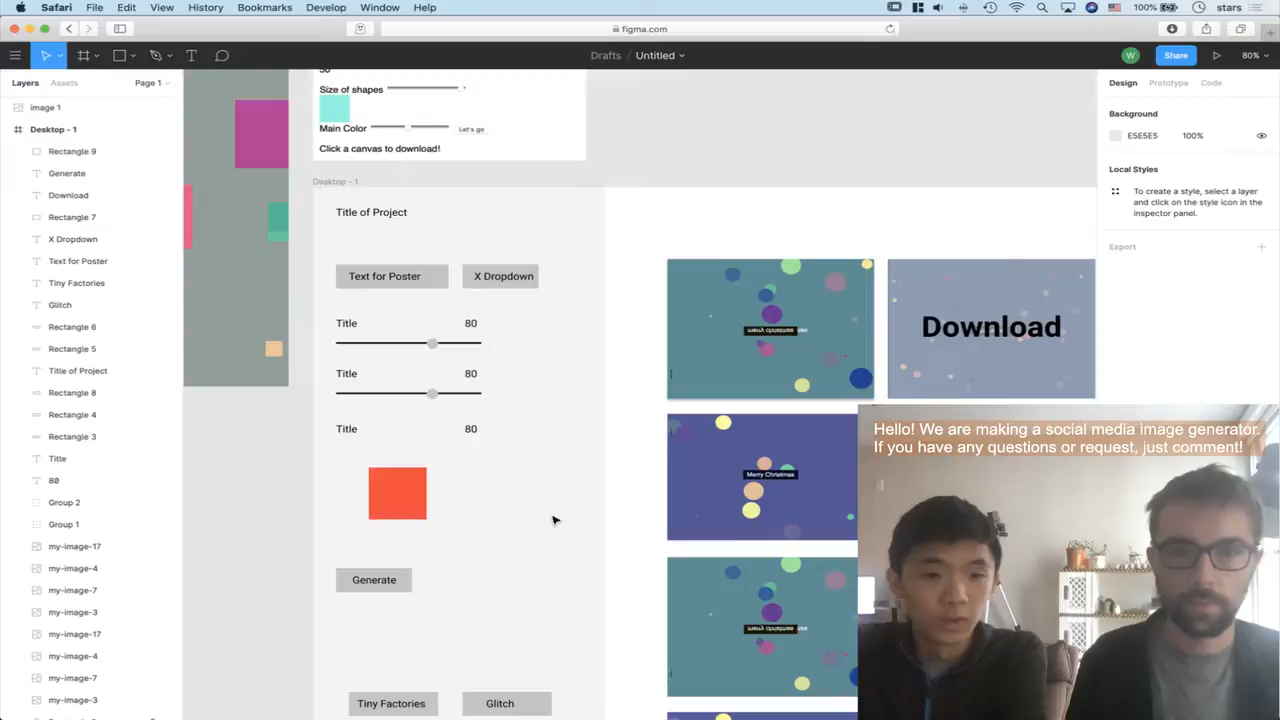 Safari File Edit View History Bookmarks Develop Window Help 100% stars
figma.com
Drafts / Untitled
W
Share
80%
Layers Assets Page 1
image 1
Desktop - 1
Rectangle 9
Generate
Download
Rectangle 7
X Dropdown
Text for Poster
Tiny Factories
Glitch
Rectangle 6
Rectangle 5
Title of Project
Rectangle 8
Rectangle 4
Rectangle 3
Title
80
Group 2
Group 1
my-image-17
my-image-4
my-image-7
my-image-3
my-image-17
my-image-4
my-image-7
my-image-3
Size of shapes
Main Color Let's go
Click a canvas to download!
Desktop - 1
Title of Project
Text for Poster X Dropdown
Title 80
Title 80
Title 80
Generate
Tiny Factories Glitch
Download
Merry Christmas
Design Prototype Code
Background
E5E5E5 100%
Local Styles
To create a style, select a layer
and click on the style icon in the
inspector panel.
Export
Hello! We are making a social media image generator.
If you have any questions or request, just comment!